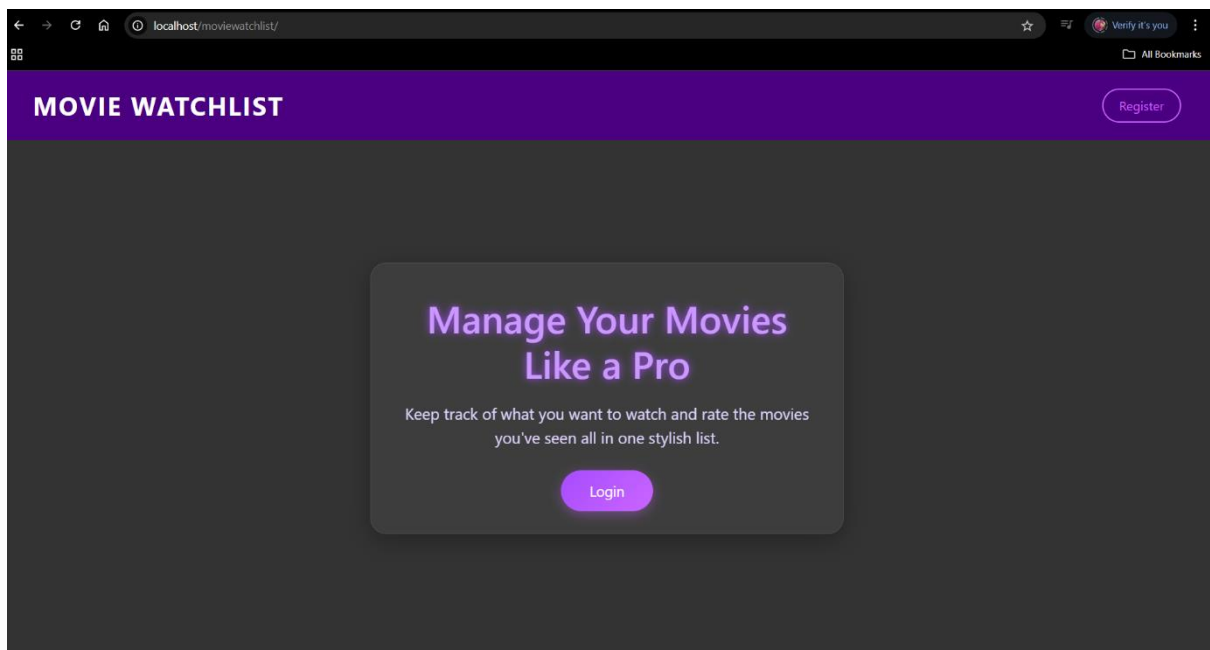 localhost/moviewatchlist/
Verify it's you
All Bookmarks
MOVIE WATCHLIST
Register
Manage Your Movies
Like a Pro
Keep track of what you want to watch and rate the movies
you've seen all in one stylish list.
Login